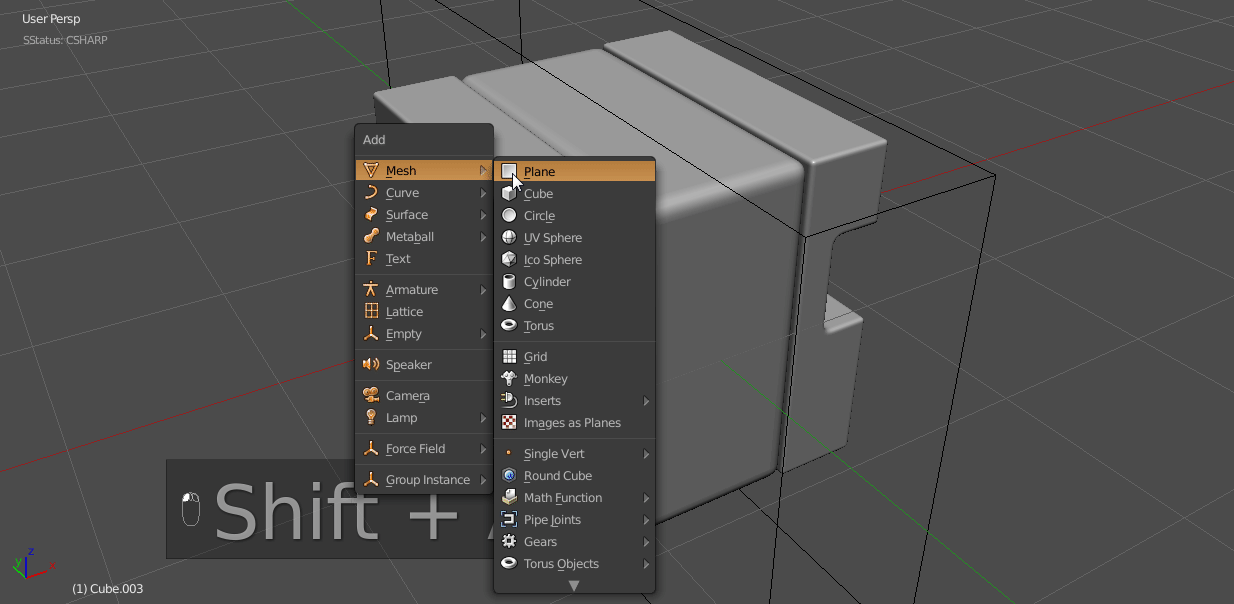 User Persp
SStatus: CSHARP
Add
Mesh
Curve
Surface
Metaball
Text
Armature
Lattice
Empty
Speaker
Camera
Lamp
Force Field
Group Instance
Plane
Cube
Circle
UV Sphere
Ico Sphere
Cylinder
Cone
Torus
Grid
Monkey
Inserts
Images as Planes
Single Vert
Round Cube
Math Function
Pipe Joints
Gears
Torus Objects
Shift +
z
y
x
(1) Cube.003